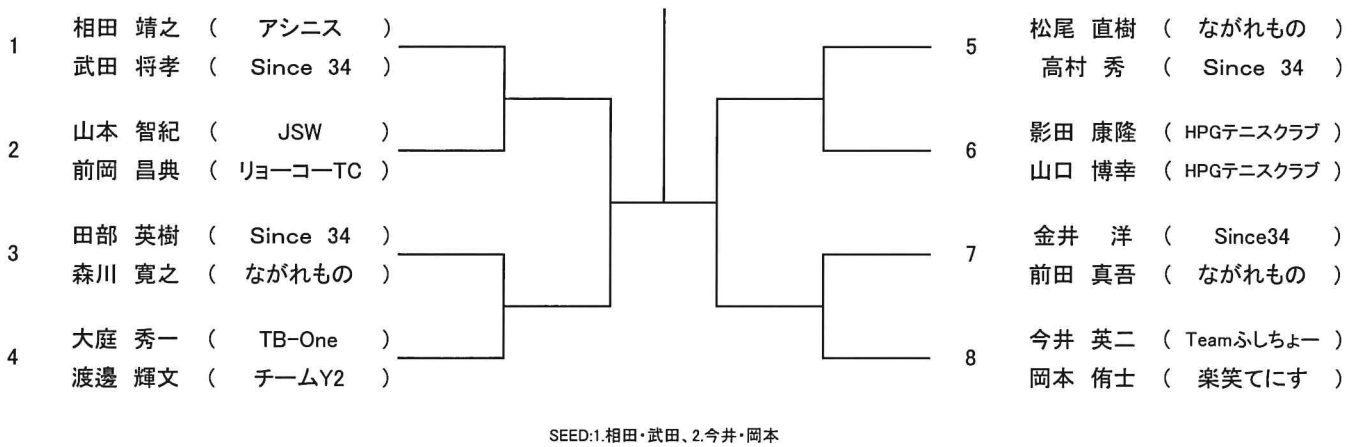 1
相田 靖之 ( アシニス )
武田 将孝 ( Since 34 )
2
山本 智紀 ( JSW )
前岡 昌典 ( リョーコーTC )
3
田部 英樹 ( Since 34 )
森川 寛之 ( ながれもの )
4
大庭 秀一 ( TB-One )
渡邊 輝文 ( チームY2 )
5
松尾 直樹 ( ながれもの )
高村 秀 ( Since 34 )
6
影田 康隆 ( HPGテニスクラブ )
山口 博幸 ( HPGテニスクラブ )
7
金井 洋 ( Since34 )
前田 真吾 ( ながれもの )
8
今井 英二 ( Teamふしちょー )
岡本 侑士 ( 楽笑てにす )
SEED:1.相田・武田、2.今井・岡本